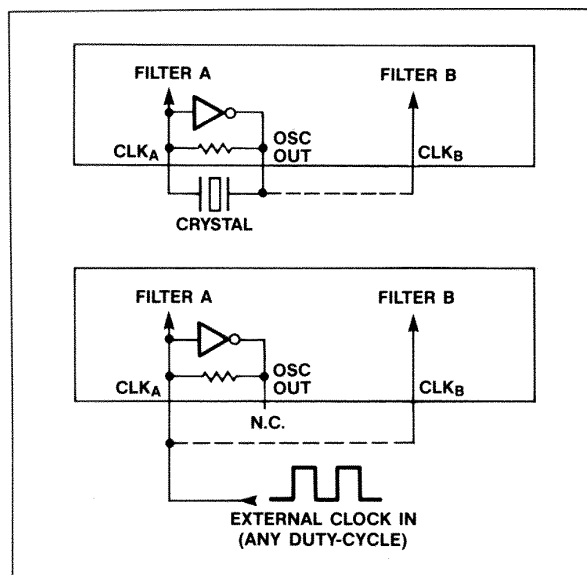 FILTER A FILTER B
OSC
CLKA OUT CLKB
CRYSTAL
FILTER A FILTER B
OSC
CLKA OUT CLKB
N.C.
EXTERNAL CLOCK IN
(ANY DUTY-CYCLE)